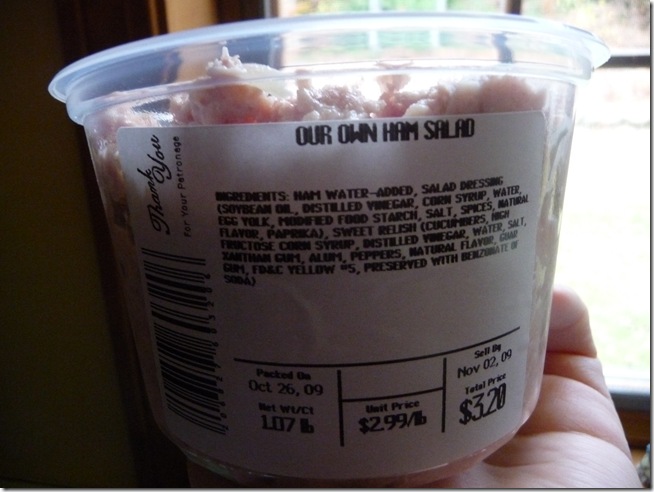 OUR OWN HAM SALAD
Thank You
For Your Patronage
INGREDIENTS: HAM WATER-ADDED, SALAD DRESSING
(SOYBEAN OIL, DISTILLED VINEGAR, CORN SYRUP, WATER,
EGG YOLK, MODIFIED FOOD STARCH, SALT, SPICES, NATURAL
FLAVOR, PAPRIKA), SWEET RELISH (CUCUMBERS, HIGH
FRUCTOSE CORN SYRUP, DISTILLED VINEGAR, WATER, SALT,
XANTHAN GUM, ALUM, PEPPERS, NATURAL FLAVOR, GUAR
GUM, FD&C YELLOW #5, PRESERVED WITH BENZONATE OF
SODA)
Packed On
Oct 26, 09
Sell By
Nov 02, 09
Net Wt/Ct
1.07 lb
Unit Price
$2.99/lb
Total Price
$3.20